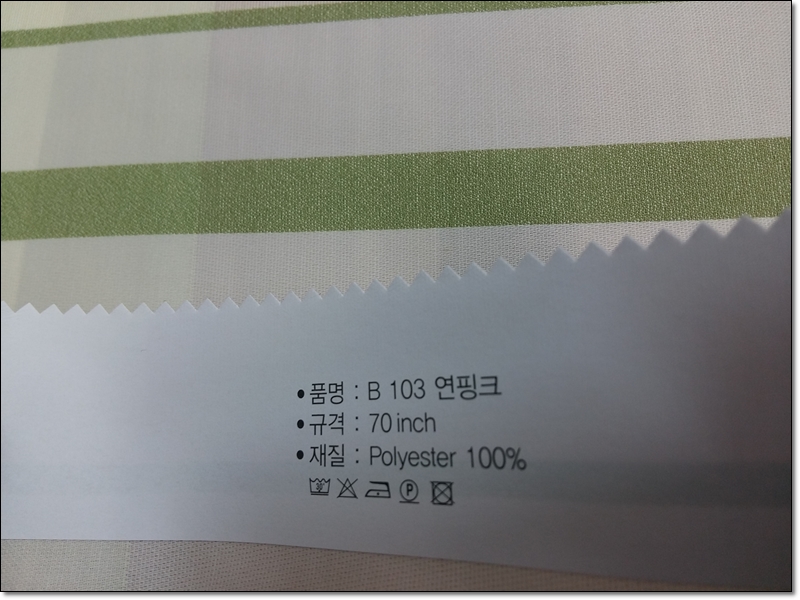 • 품명 : B 103 연핑크
• 규격 : 70 inch
• 재질 : Polyester 100%
P